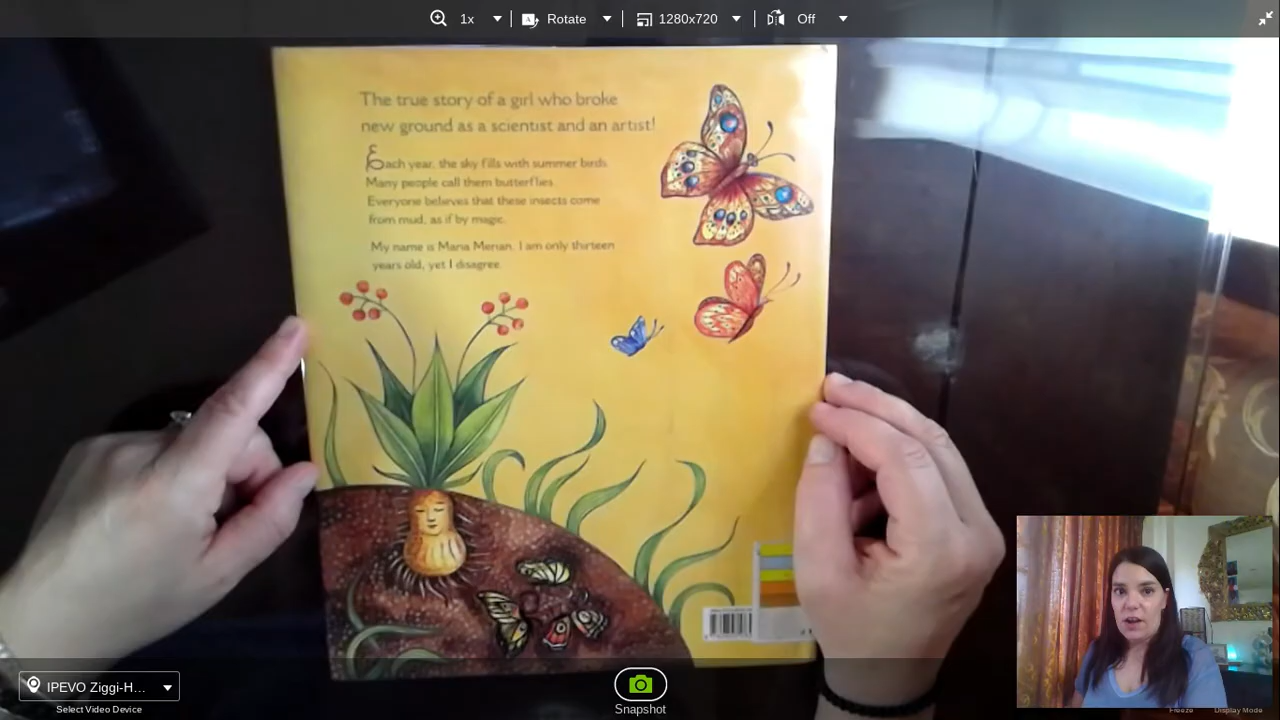 1x
Rotate
1280x720
Off
The true story of a girl who broke
new ground as a scientist and an artist!
Each year, the sky fills with summer birds.
Many people call them butterflies.
Everyone believes that these insects come
from mud, as if by magic.
My name is Maria Merian. I am only thirteen
years old, yet I disagree.
IPEVO Ziggi-H...
Select Video Device
Snapshot
Freeze
Display Mode